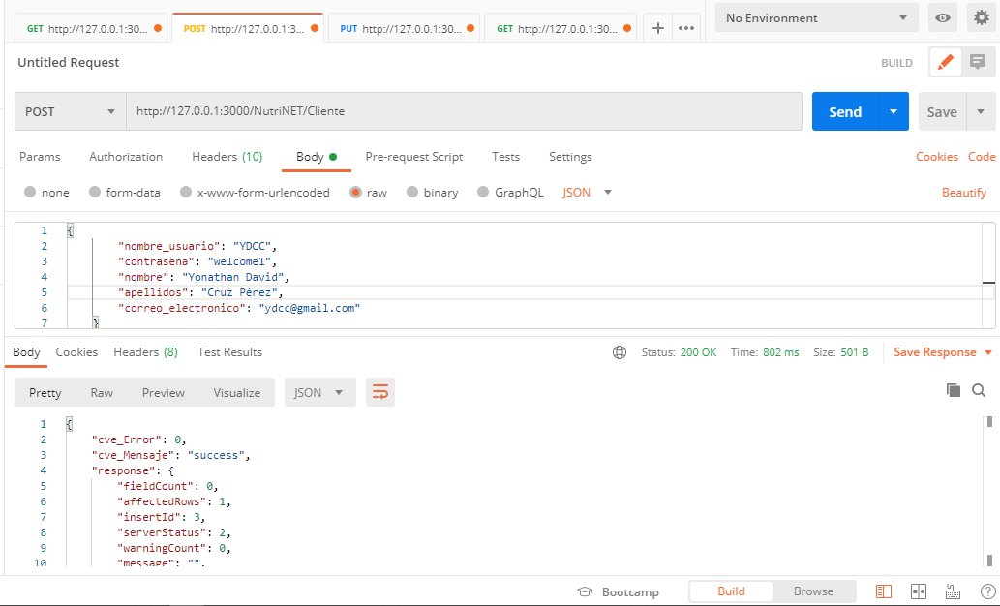 GET http://127.0.0.1:30...
POST http://127.0.0.1:3...
PUT http://127.0.0.1:30...
GET http://127.0.0.1:30...
No Environment
Untitled Request
BUILD
POST
http://127.0.0.1:3000/NutriNET/Cliente
Send
Save
Params Authorization Headers (10) Body Pre-request Script Tests Settings Cookies Code
none form-data x-www-form-urlencoded raw binary GraphQL JSON Beautify
1 {
2 "nombre_usuario": "YDCC",
3 "contrasena": "welcome1",
4 "nombre": "Yonathan David",
5 "apellidos": "Cruz Pérez",
6 "correo_electronico": "ydcc@gmail.com"
7 }
Body Cookies Headers (8) Test Results Status: 200 OK Time: 802 ms Size: 501 B Save Response
Pretty Raw Preview Visualize JSON
1 {
2 "cve_Error": 0,
3 "cve_Mensaje": "success",
4 "response": {
5 "fieldCount": 0,
6 "affectedRows": 1,
7 "insertId": 3,
8 "serverStatus": 2,
9 "warningCount": 0,
10 "message": "",
Bootcamp Build Browse